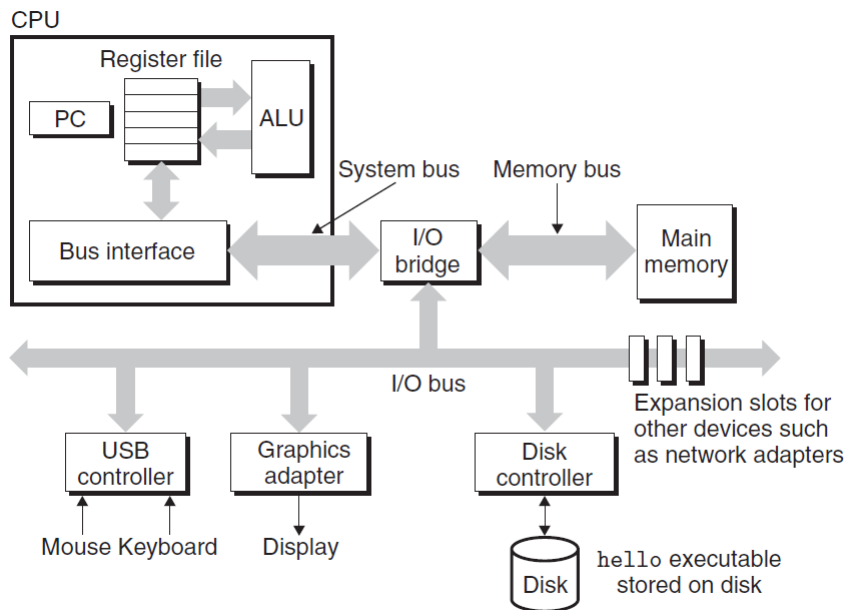 CPU
Register file
PC
ALU
System bus
Memory bus
Bus interface
I/O
bridge
Main
memory
I/O bus
Expansion slots for
other devices such
as network adapters
USB
controller
Graphics
adapter
Disk
controller
Mouse Keyboard
Display
Disk
hello executable
stored on disk